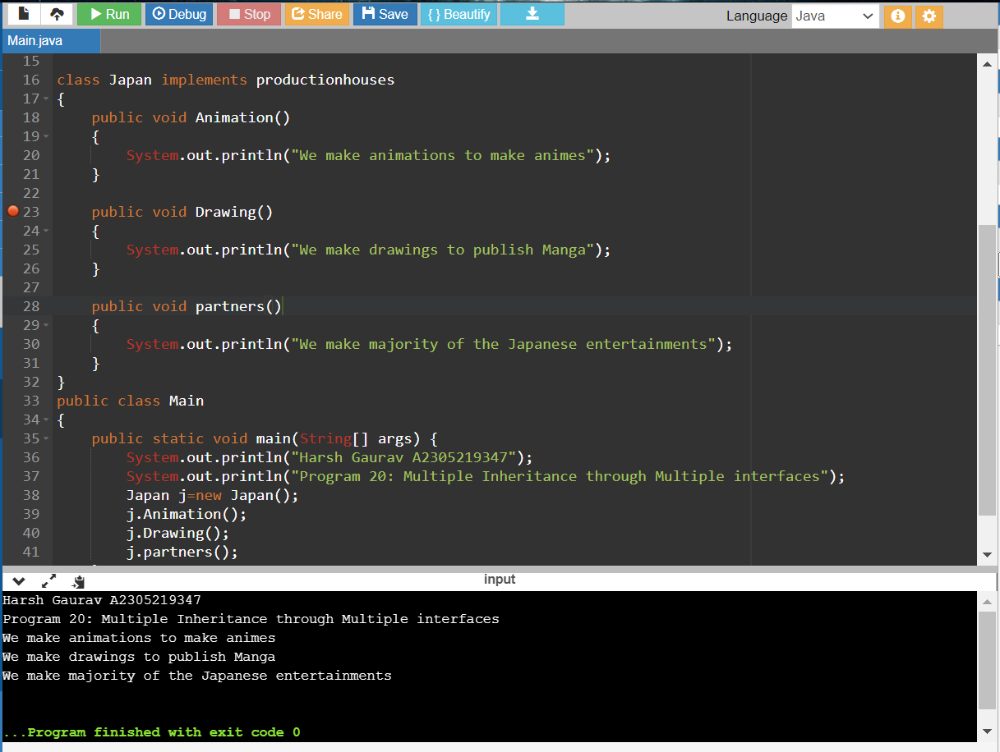 Run Debug Stop Share Save { } Beautify Language Java
Main.java
15
16 class Japan implements productionhouses
17 {
18     public void Animation()
19     {
20         System.out.println("We make animations to make animes");
21     }
22
23     public void Drawing()
24     {
25         System.out.println("We make drawings to publish Manga");
26     }
27
28     public void partners()
29     {
30         System.out.println("We make majority of the Japanese entertainments");
31     }
32 }
33 public class Main
34 {
35     public static void main(String[] args) {
36         System.out.println("Harsh Gaurav A2305219347");
37         System.out.println("Program 20: Multiple Inheritance through Multiple interfaces");
38         Japan j=new Japan();
39         j.Animation();
40         j.Drawing();
41         j.partners();
input
Harsh Gaurav A2305219347
Program 20: Multiple Inheritance through Multiple interfaces
We make animations to make animes
We make drawings to publish Manga
We make majority of the Japanese entertainments
...Program finished with exit code 0